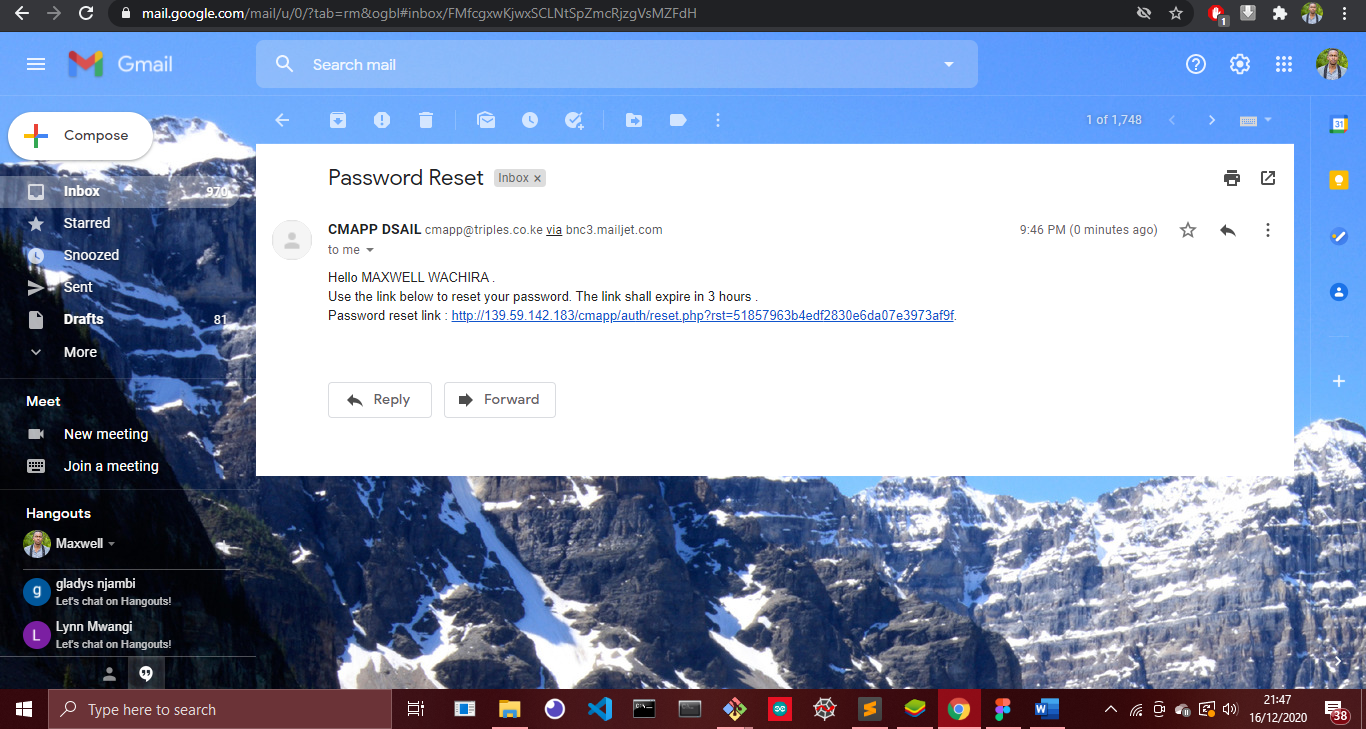 mail.google.com/mail/u/0/?tab=rm&ogbl#inbox/FMfcgxwKjwxSCLNtSpZmcRjzgVsMZFdH
1
Gmail
Search mail
Compose
1 of 1,748
31
Inbox 970
Starred
Snoozed
Sent
Drafts 81
More
Password Reset Inbox ×
CMAPP DSAIL cmapp@triples.co.ke via bnc3.mailjet.com 9:46 PM (0 minutes ago)
to me
Hello MAXWELL WACHIRA .
Use the link below to reset your password. The link shall expire in 3 hours .
Password reset link : http://139.59.142.183/cmapp/auth/reset.php?rst=51857963b4edf2830e6da07e3973af9f.
Reply Forward
Meet
New meeting
Join a meeting
Hangouts
Maxwell
g gladys njambi
Let's chat on Hangouts!
L Lynn Mwangi
Let's chat on Hangouts!
Type here to search
21:47
16/12/2020
38